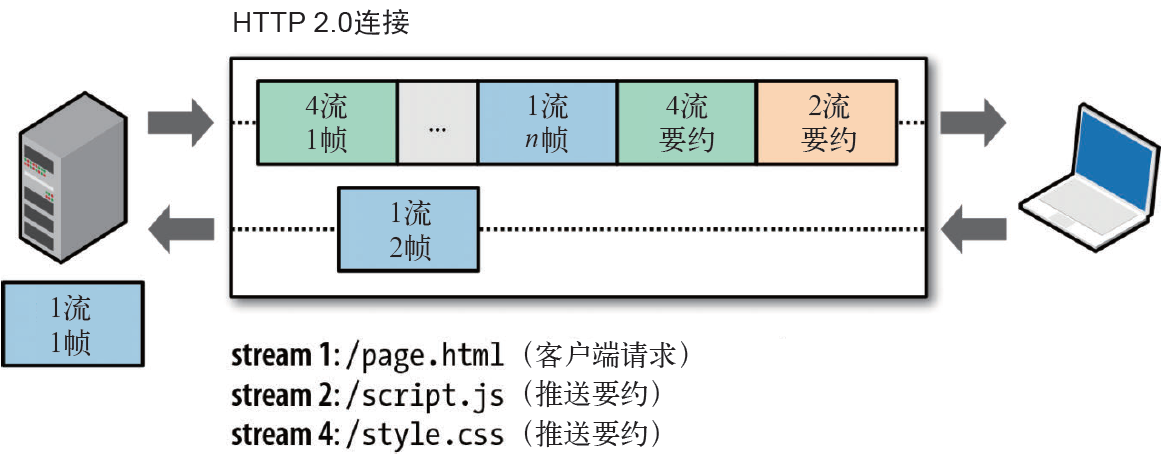 HTTP 2.0连接
4流
1帧
...
1流
n帧
4流
要约
2流
要约
1流
2帧
1流
1帧
stream 1: /page.html（客户端请求）
stream 2: /script.js（推送要约）
stream 4: /style.css（推送要约）